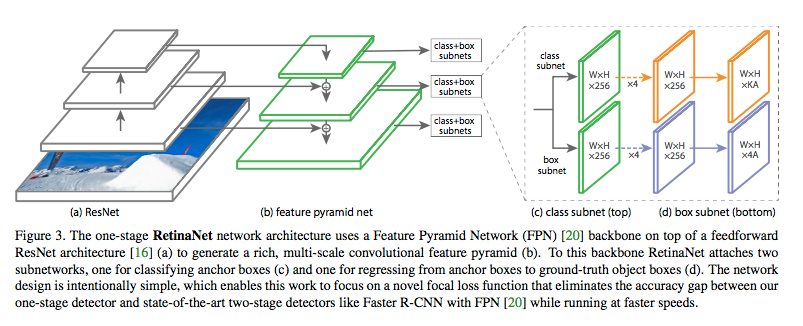 class+box
subnets
class+box
subnets
class+box
subnets
class
subnet
W×H
×256
×4
W×H
×256
W×H
×KA
box
subnet
W×H
×256
×4
W×H
×256
W×H
×4A
(a) ResNet
(b) feature pyramid net
(c) class subnet (top)
(d) box subnet (bottom)
Figure 3. The one-stage RetinaNet network architecture uses a Feature Pyramid Network (FPN) [20] backbone on top of a feedforward
ResNet architecture [16] (a) to generate a rich, multi-scale convolutional feature pyramid (b). To this backbone RetinaNet attaches two
subnetworks, one for classifying anchor boxes (c) and one for regressing from anchor boxes to ground-truth object boxes (d). The network
design is intentionally simple, which enables this work to focus on a novel focal loss function that eliminates the accuracy gap between our
one-stage detector and state-of-the-art two-stage detectors like Faster R-CNN with FPN [20] while running at faster speeds.